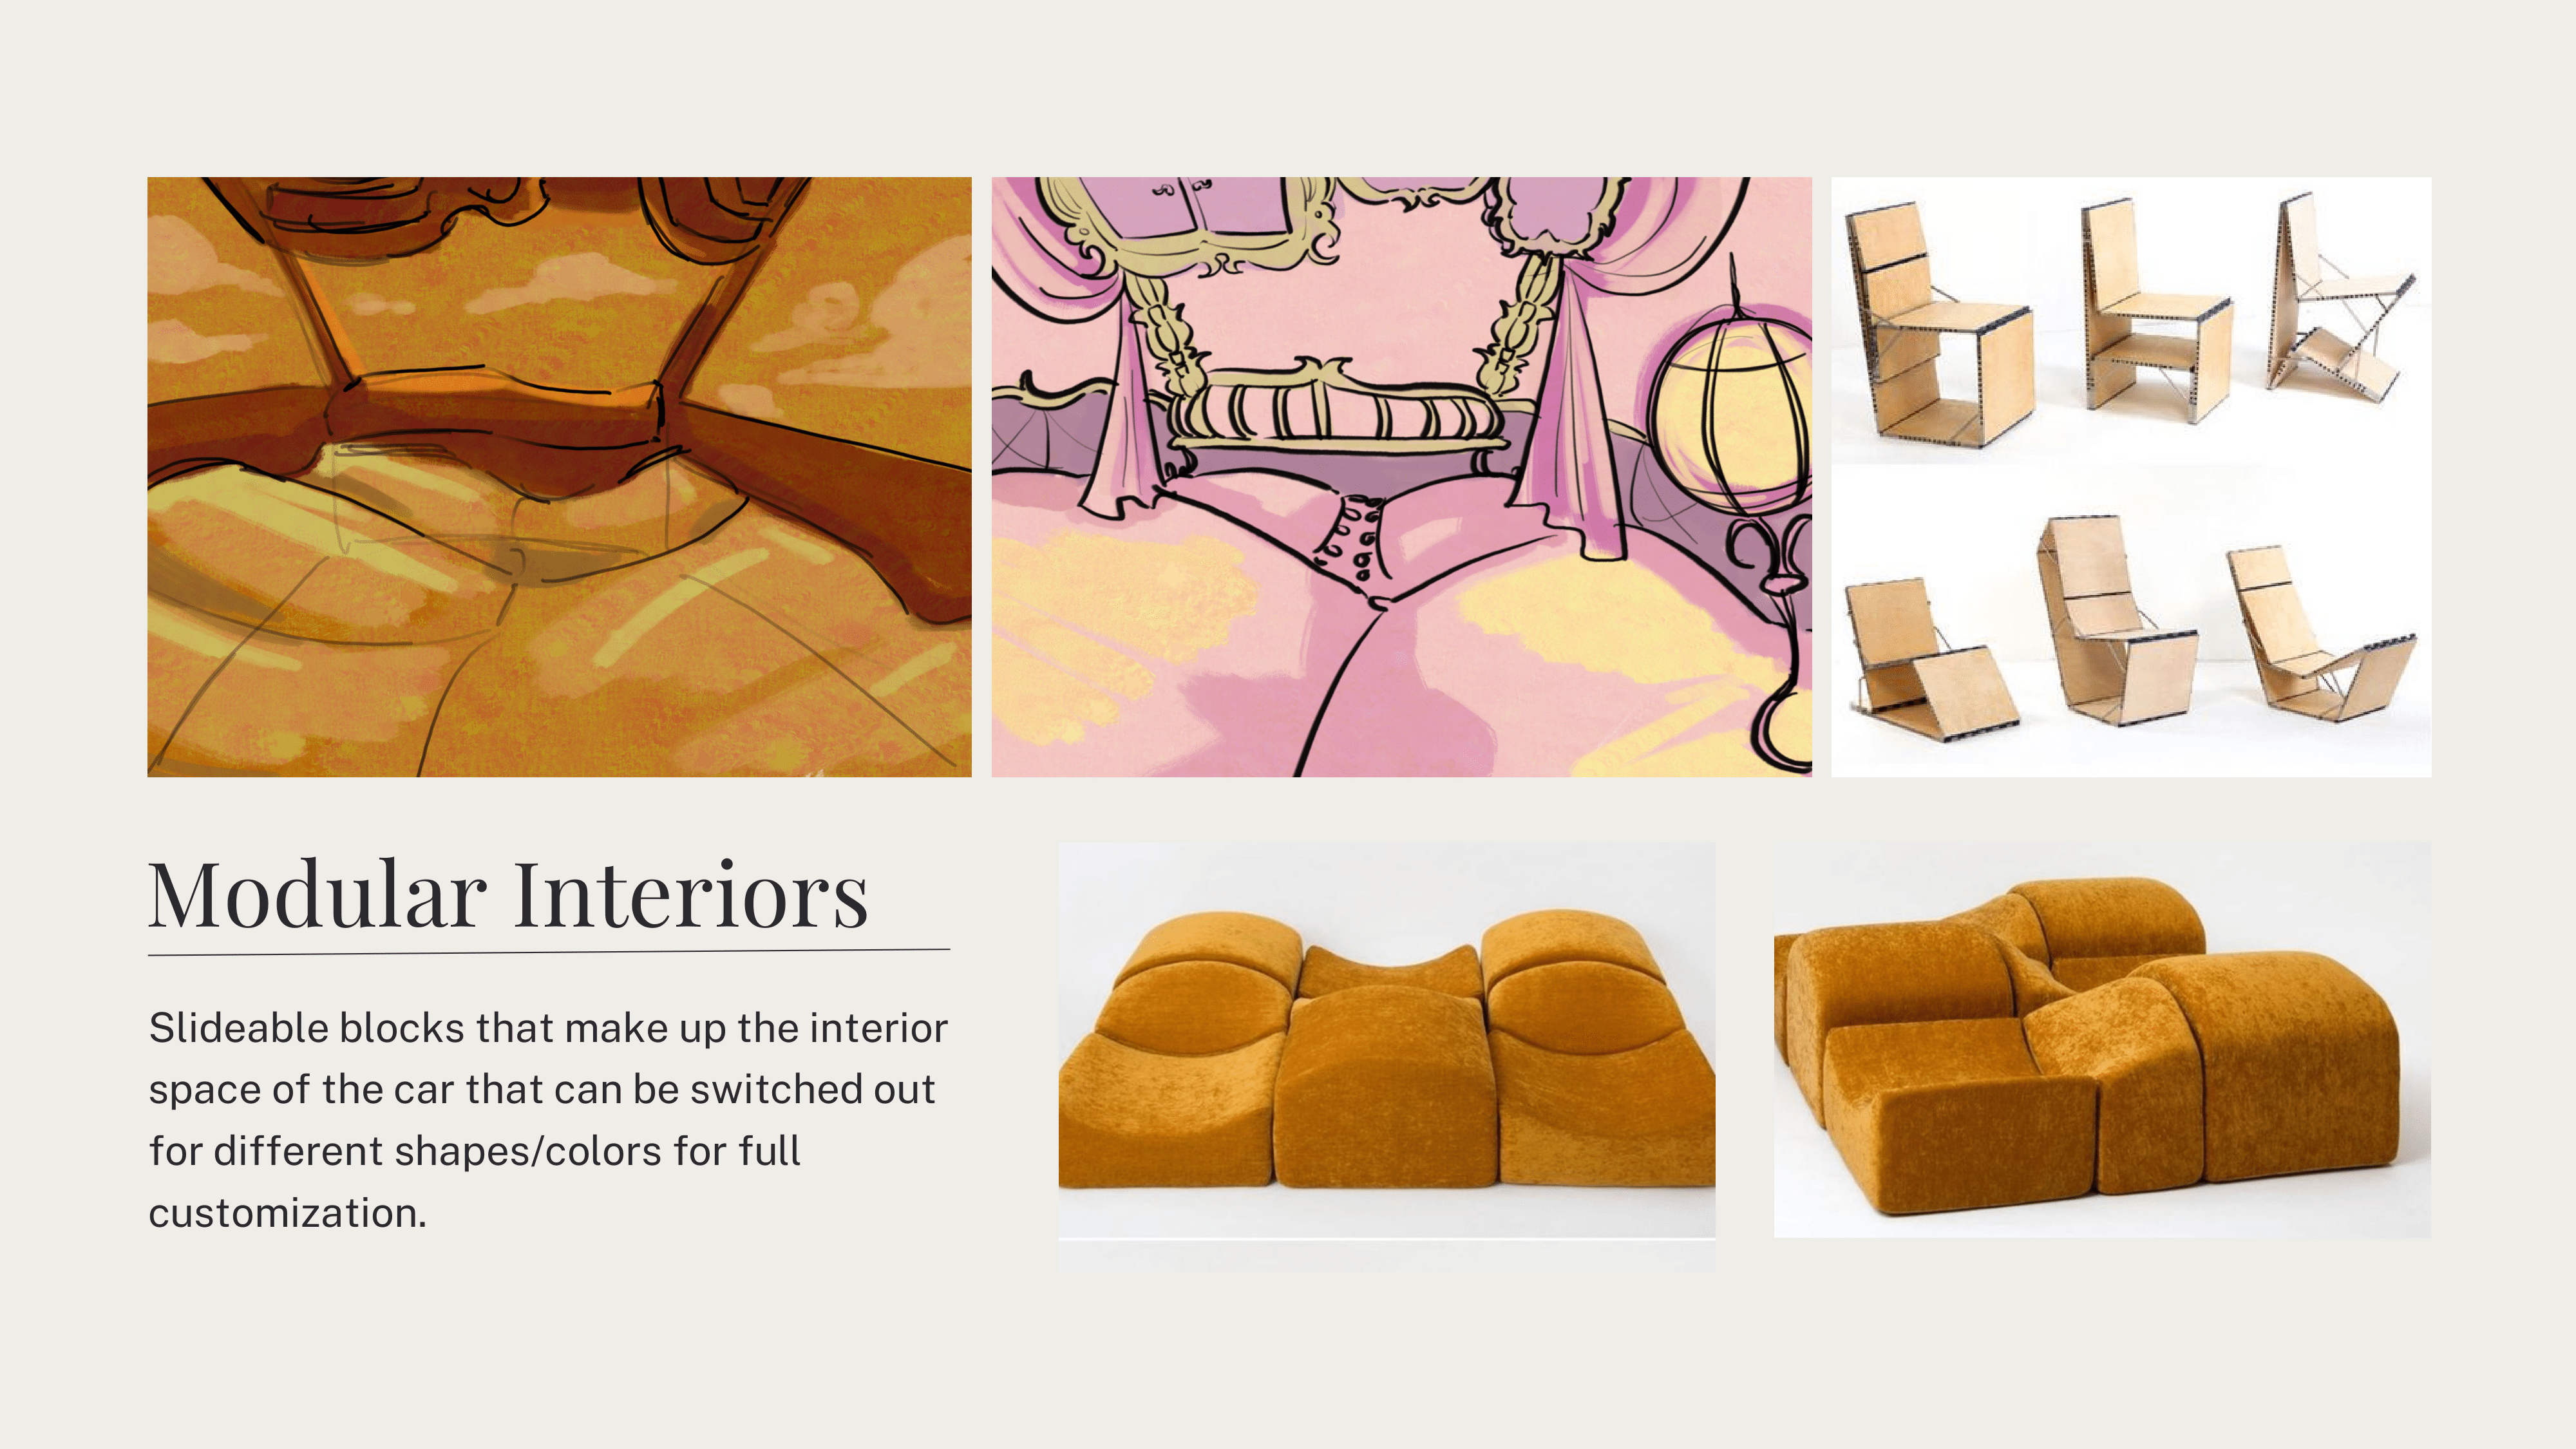 Modular Interiors
Slideable blocks that make up the interior
space of the car that can be switched out
for different shapes/colors for full
customization.